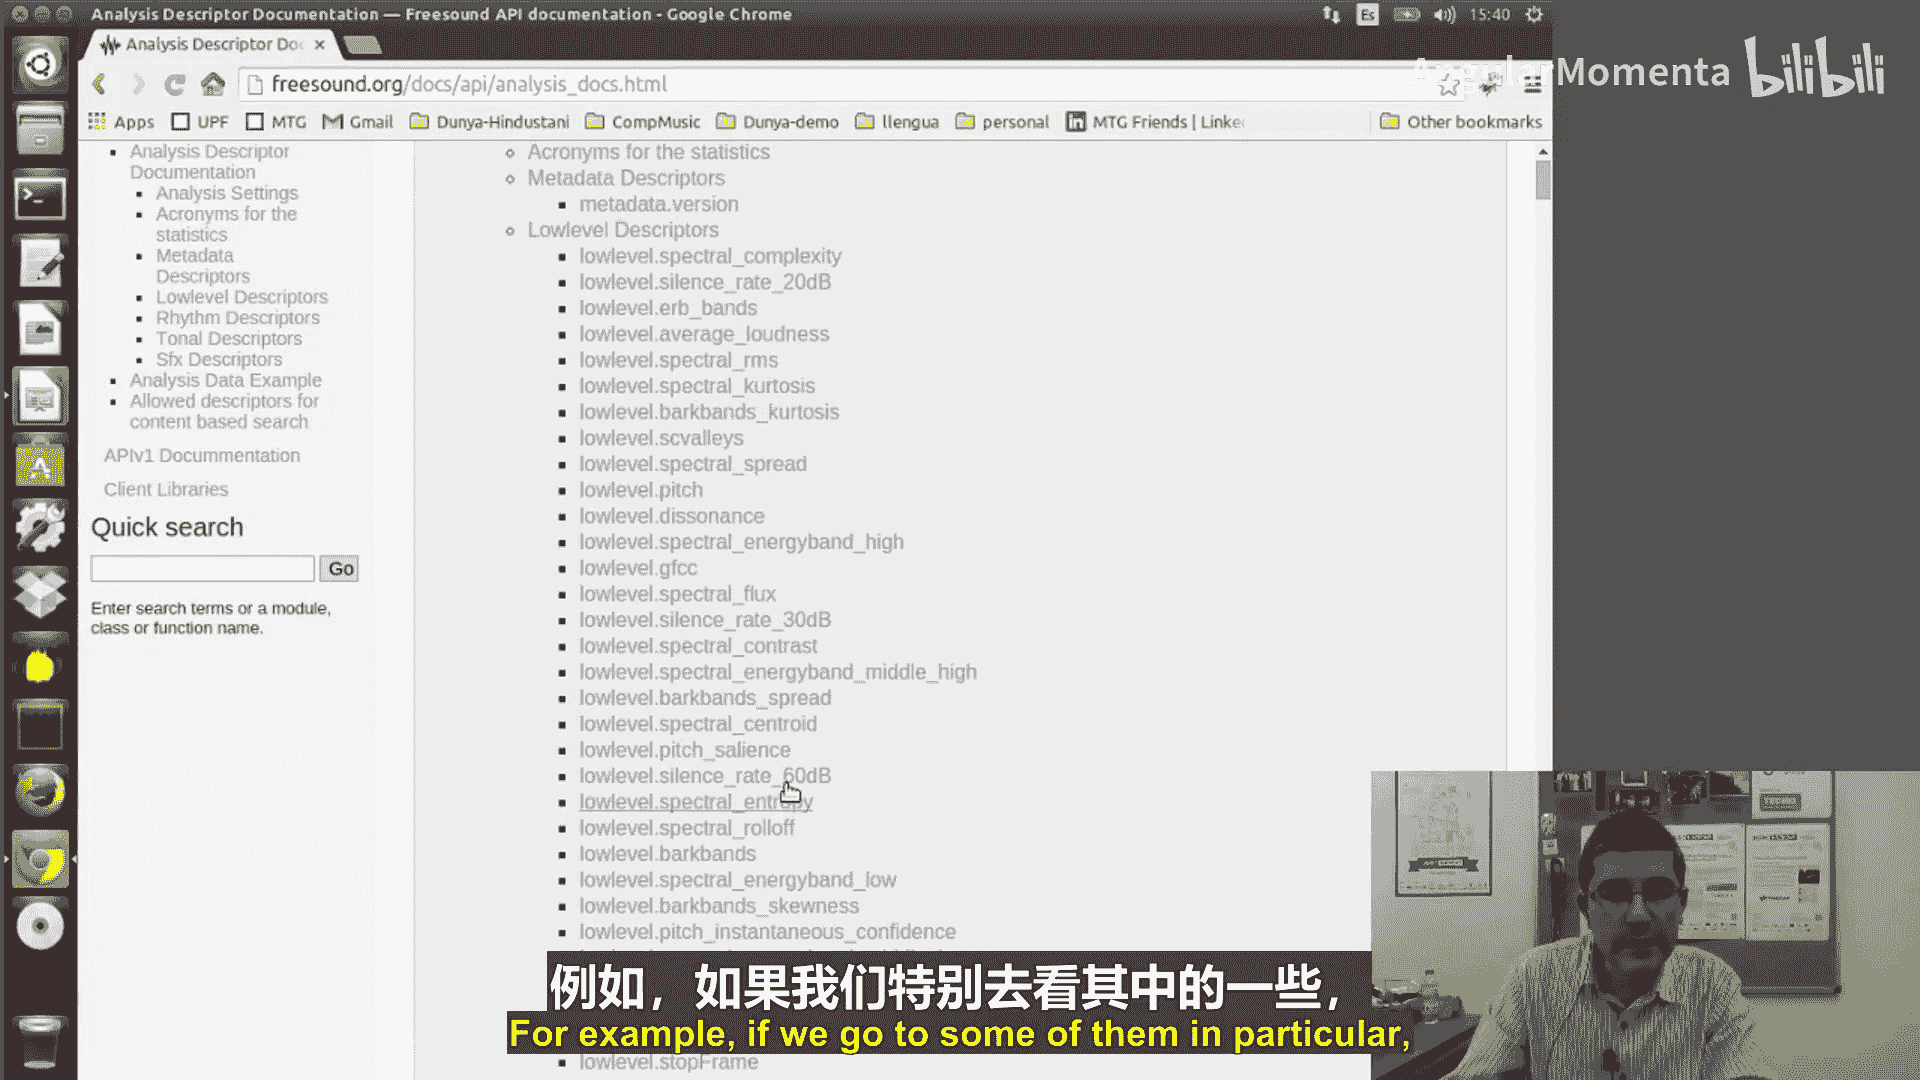 Analysis Descriptor Documentation — Freesound API documentation - Google Chrome
Es
15:40
Analysis Descriptor Doc
AngularMomenta bilibili
freesound.org/docs/api/analysis_docs.html
Apps
UPF
MTG
Gmail
Dunya-Hindustani
CompMusic
Dunya-demo
llengua
personal
MTG Friends | Linke
Other bookmarks
Analysis Descriptor
Documentation
Analysis Settings
Acronyms for the
statistics
Metadata
Descriptors
Lowlevel Descriptors
Rhythm Descriptors
Tonal Descriptors
Sfx Descriptors
Analysis Data Example
Allowed descriptors for
content based search
APIv1 Docummentation
Client Libraries
Quick search
Go
Enter search terms or a module,
class or function name.
Acronyms for the statistics
Metadata Descriptors
metadata.version
Lowlevel Descriptors
lowlevel.spectral_complexity
lowlevel.silence_rate_20dB
lowlevel.erb_bands
lowlevel.average_loudness
lowlevel.spectral_rms
lowlevel.spectral_kurtosis
lowlevel.barkbands_kurtosis
lowlevel.scvalleys
lowlevel.spectral_spread
lowlevel.pitch
lowlevel.dissonance
lowlevel.spectral_energyband_high
lowlevel.gfcc
lowlevel.spectral_flux
lowlevel.silence_rate_30dB
lowlevel.spectral_contrast
lowlevel.spectral_energyband_middle_high
lowlevel.barkbands_spread
lowlevel.spectral_centroid
lowlevel.pitch_salience
lowlevel.silence_rate_60dB
lowlevel.spectral_entropy
lowlevel.spectral_rolloff
lowlevel.barkbands
lowlevel.spectral_energyband_low
lowlevel.barkbands_skewness
lowlevel.pitch_instantaneous_confidence
例如，如果我们特别去看其中的一些，
For example, if we go to some of them in particular,
lowlevel.stopFrame